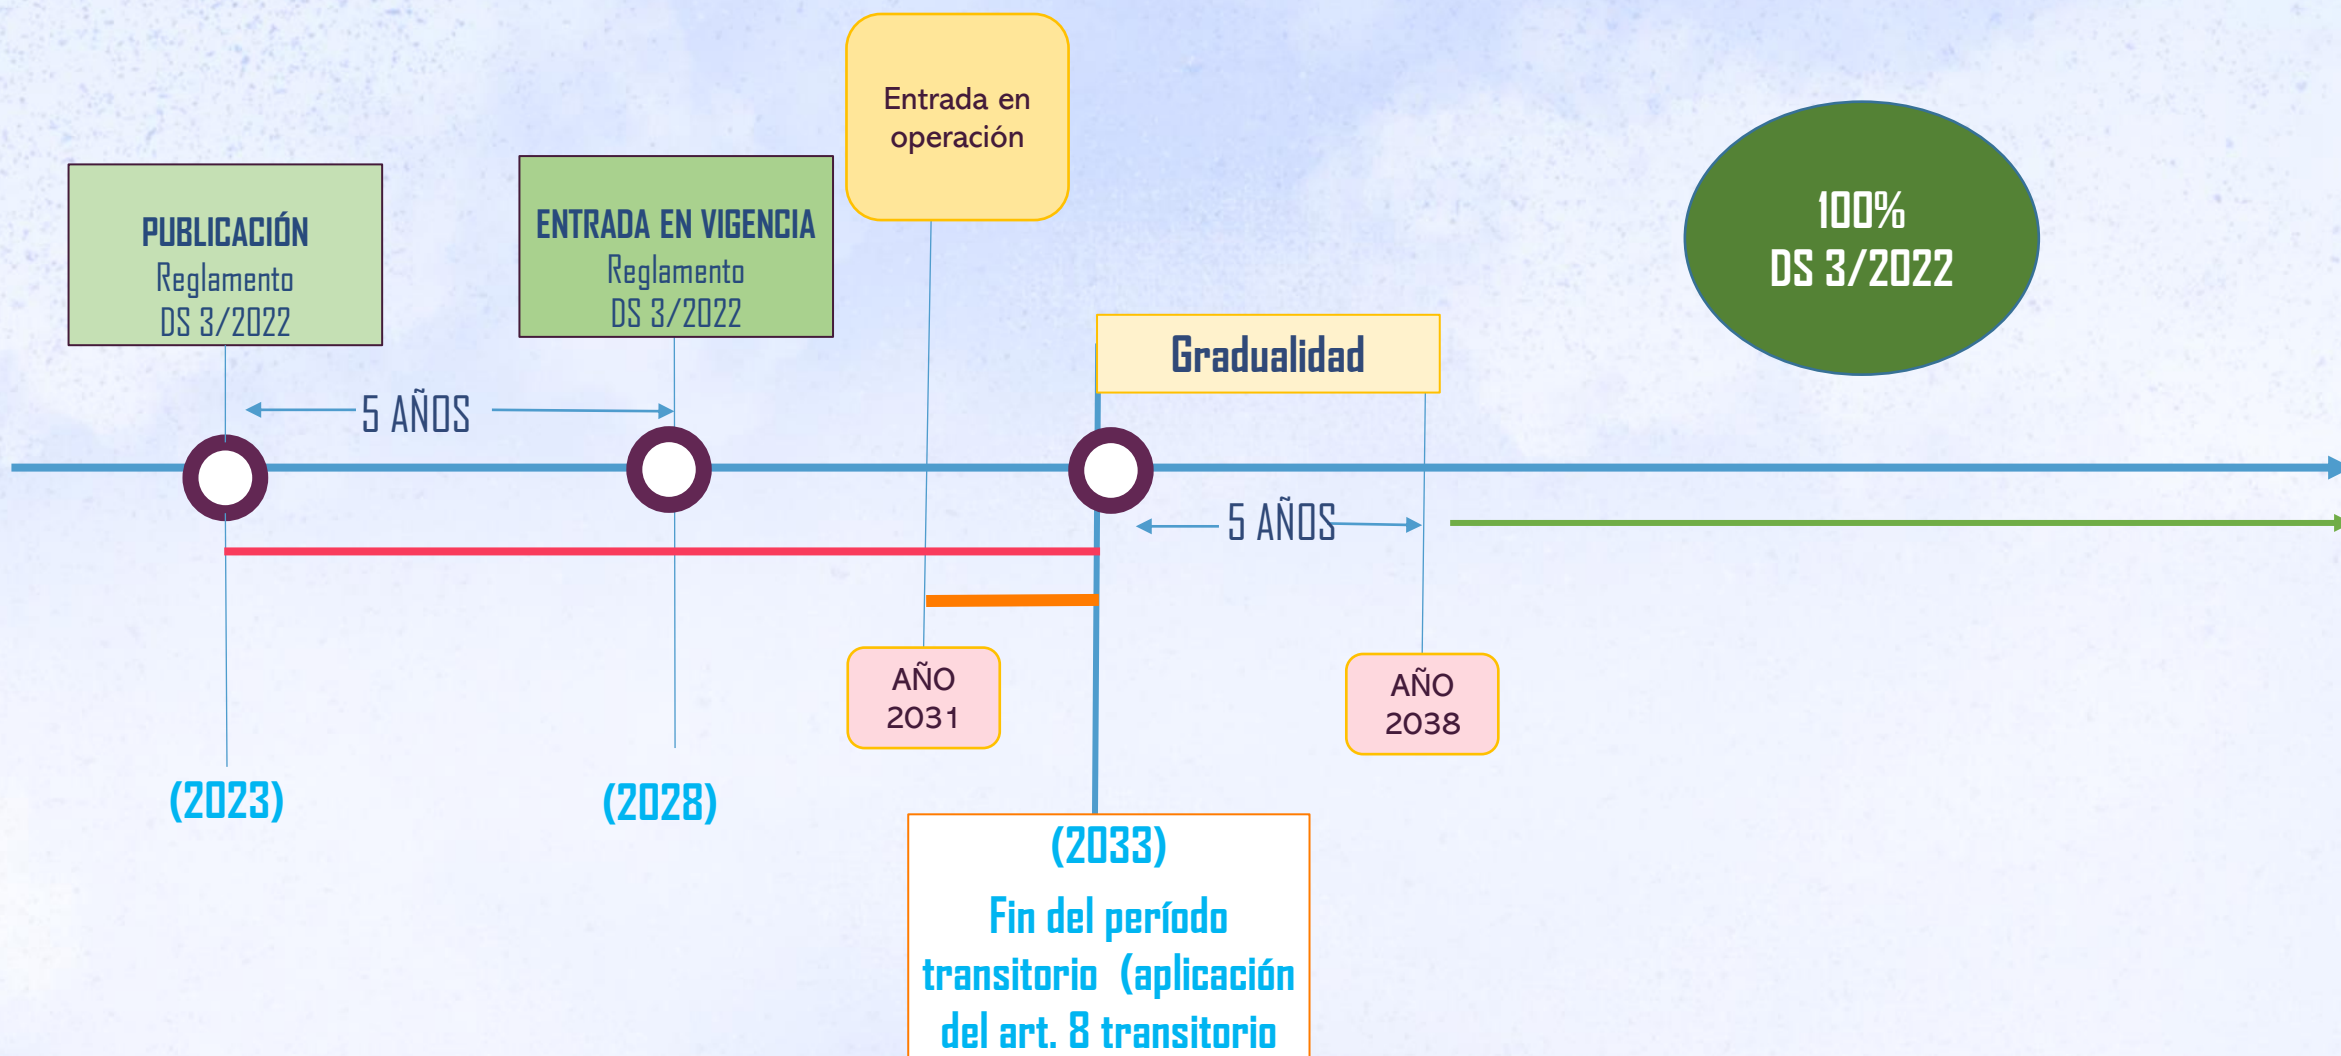 Entrada en
operación
PUBLICACIÓN
Reglamento
DS 3/2022
ENTRADA EN VIGENCIA
Reglamento
DS 3/2022
100%
DS 3/2022
Gradualidad
5 AÑOS
5 AÑOS
AÑO
2031
AÑO
2038
(2023)
(2028)
(2033)
Fin del período
transitorio (aplicación
del art. 8 transitorio